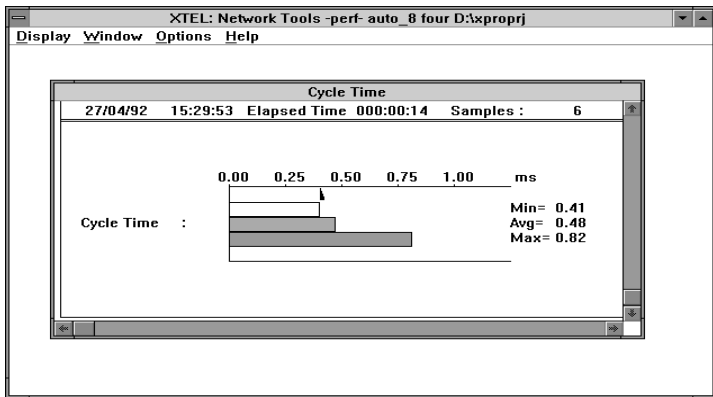 XTEL: Network Tools -perf- auto_8 four D:\xproprj
Display Window Options Help
Cycle Time
27/04/92 15:29:53 Elapsed Time 000:00:14 Samples : 6
0.00 0.25 0.50 0.75 1.00 ms
Cycle Time :
Min= 0.41
Avg= 0.48
Max= 0.82